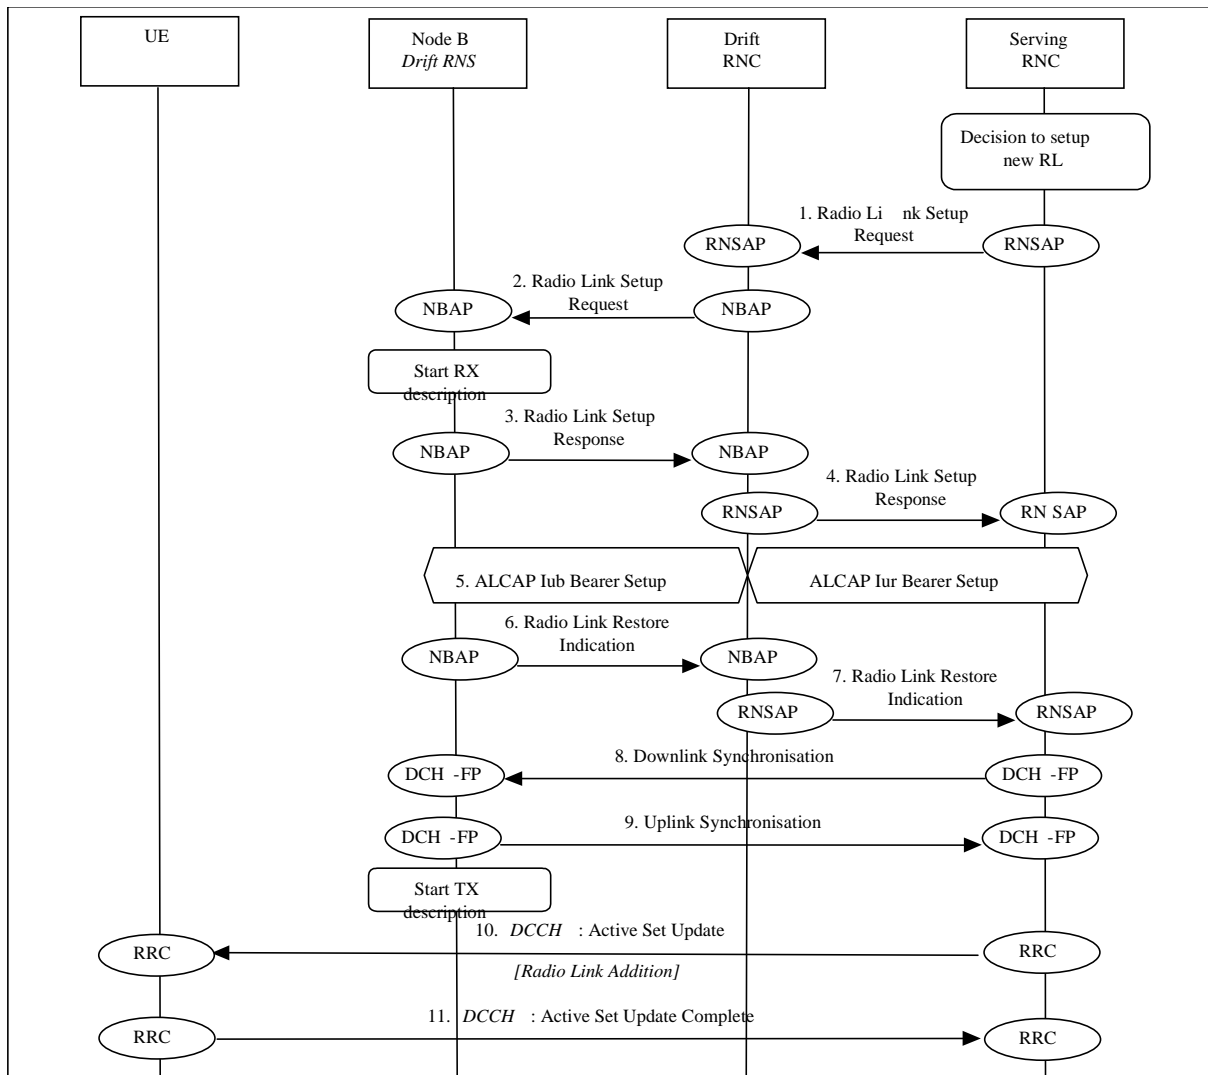 UE
Node B
Drift RNS
Drift
RNC
Serving
RNC
Decision to setup
new RL
1. Radio Li nk Setup
Request
RNSAP
RNSAP
2. Radio Link Setup
Request
NBAP
NBAP
Start RX
description
3. Radio Link Setup
Response
NBAP
NBAP
4. Radio Link Setup
Response
RNSAP
RN SAP
5. ALCAP Iub Bearer Setup
ALCAP Iur Bearer Setup
6. Radio Link Restore
Indication
NBAP
NBAP
7. Radio Link Restore
Indication
RNSAP
RNSAP
8. Downlink Synchronisation
DCH -FP
DCH -FP
9. Uplink Synchronisation
DCH -FP
DCH -FP
Start TX
description
10. DCCH : Active Set Update
RRC
RRC
[Radio Link Addition]
11. DCCH : Active Set Update Complete
RRC
RRC